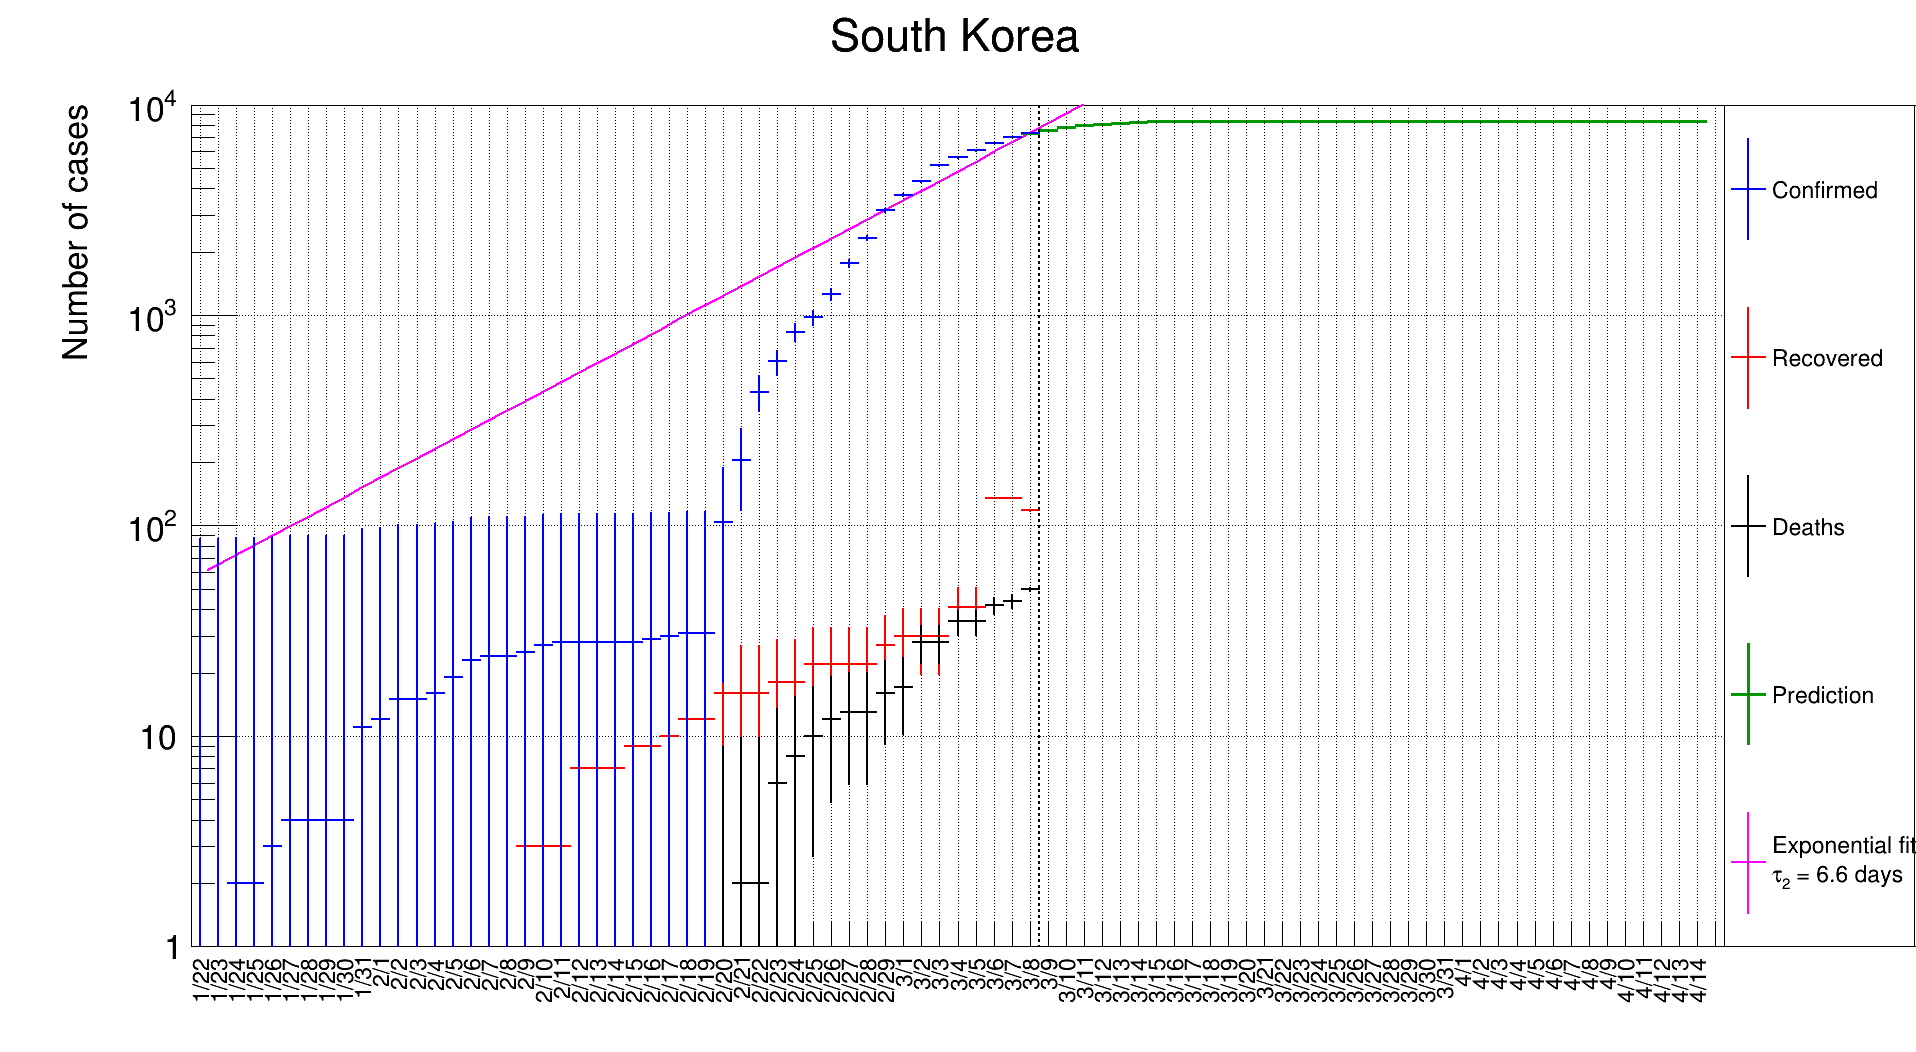 South Korea
Number of cases
10^4
10^3
10^2
10
1
1/22 1/23 1/24 1/25 1/26 1/27 1/28 1/29 1/30 1/31 2/1 2/2 2/3 2/4 2/5 2/6 2/7 2/8 2/9 2/10 2/11 2/12 2/13 2/14 2/15 2/16 2/17 2/18 2/19 2/20 2/21 2/22 2/23 2/24 2/25 2/26 2/27 2/28 2/29 3/1 3/2 3/3 3/4 3/5 3/6 3/7 3/8 3/9 3/10 3/11 3/12 3/13 3/14 3/15 3/16 3/17 3/18 3/19 3/20 3/21 3/22 3/23 3/24 3/25 3/26 3/27 3/28 3/29 3/30 3/31 4/1 4/2 4/3 4/4 4/5 4/6 4/7 4/8 4/9 4/10 4/11 4/12 4/13 4/14
Confirmed
Recovered
Deaths
Prediction
Exponential fit
τ₂ = 6.6 days